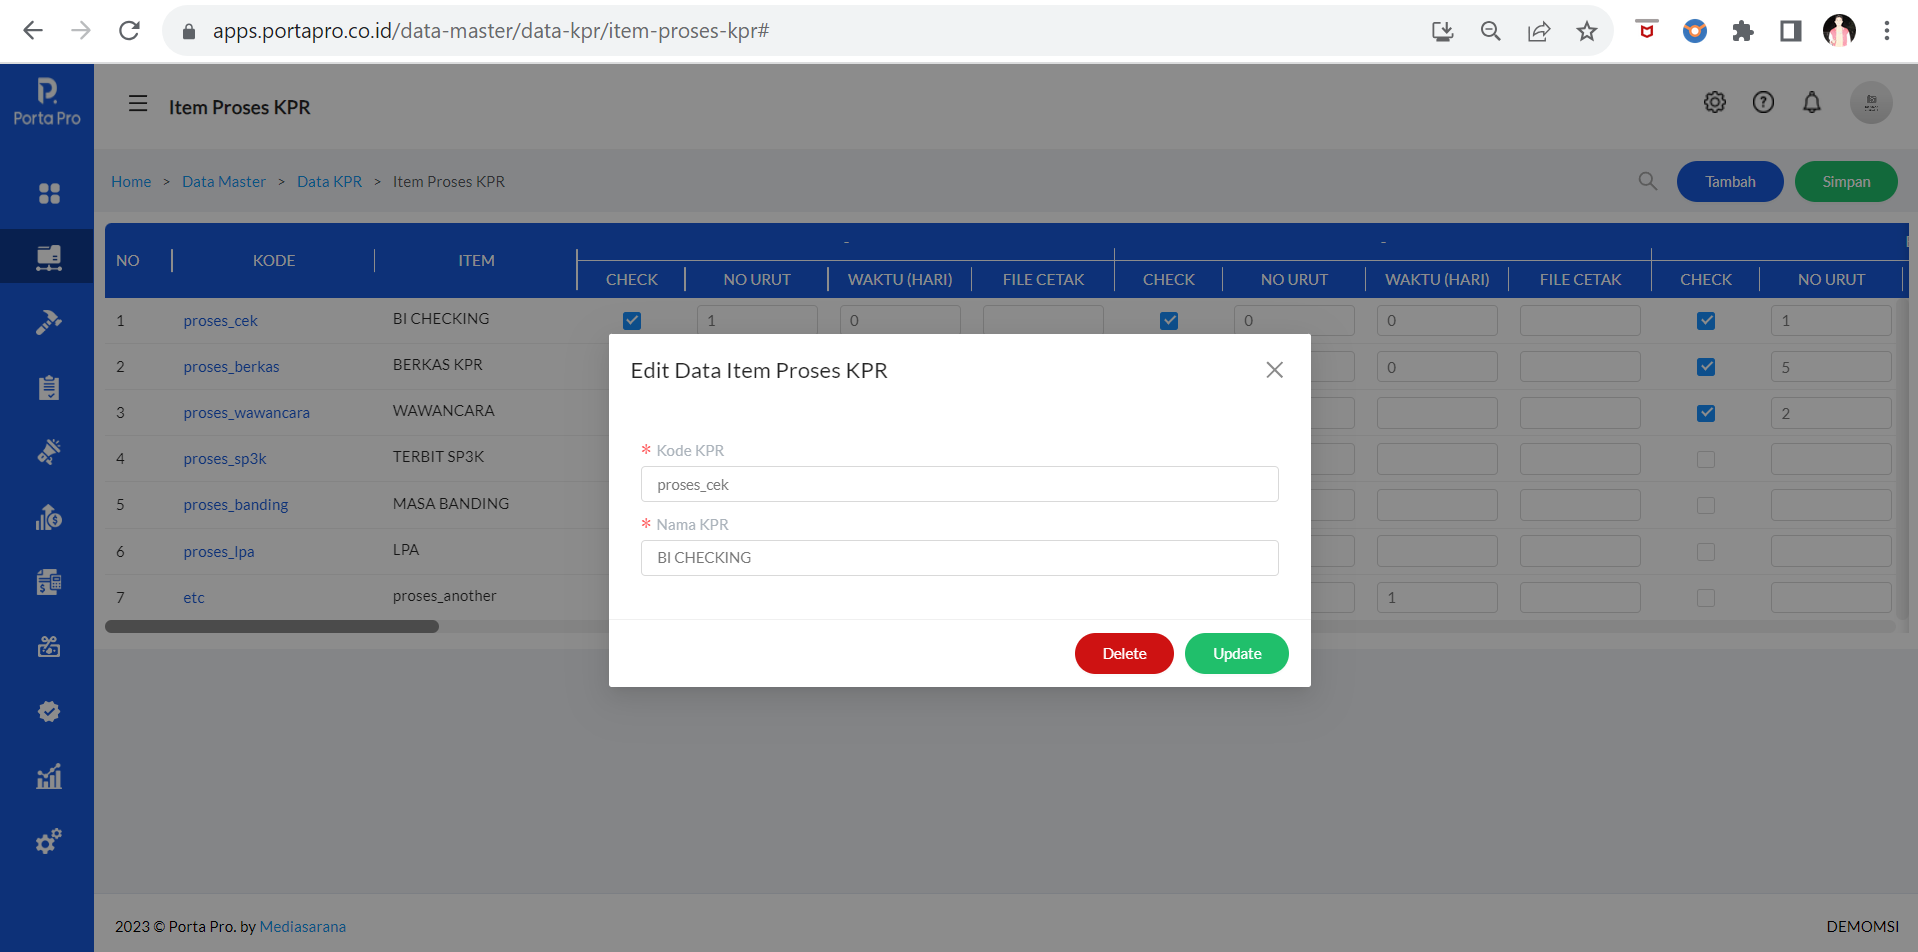 apps.portapro.co.id/data-master/data-kpr/item-proses-kpr#
Porta Pro
Item Proses KPR
Home > Data Master > Data KPR > Item Proses KPR
Tambah
Simpan
- -
NO KODE ITEM
CHECK NO URUT WAKTU (HARI) FILE CETAK CHECK NO URUT WAKTU (HARI) FILE CETAK CHECK NO URUT
1 proses_cek BI CHECKING 1 0 0 0 1
2 proses_berkas BERKAS KPR 0 5
3 proses_wawancara WAWANCARA 2
4 proses_sp3k TERBIT SP3K
5 proses_banding MASA BANDING
6 proses_lpa LPA
7 etc proses_another 1
Edit Data Item Proses KPR
* Kode KPR
proses_cek
* Nama KPR
BI CHECKING
Delete
Update
2023 © Porta Pro. by Mediasarana
DEMOMSI